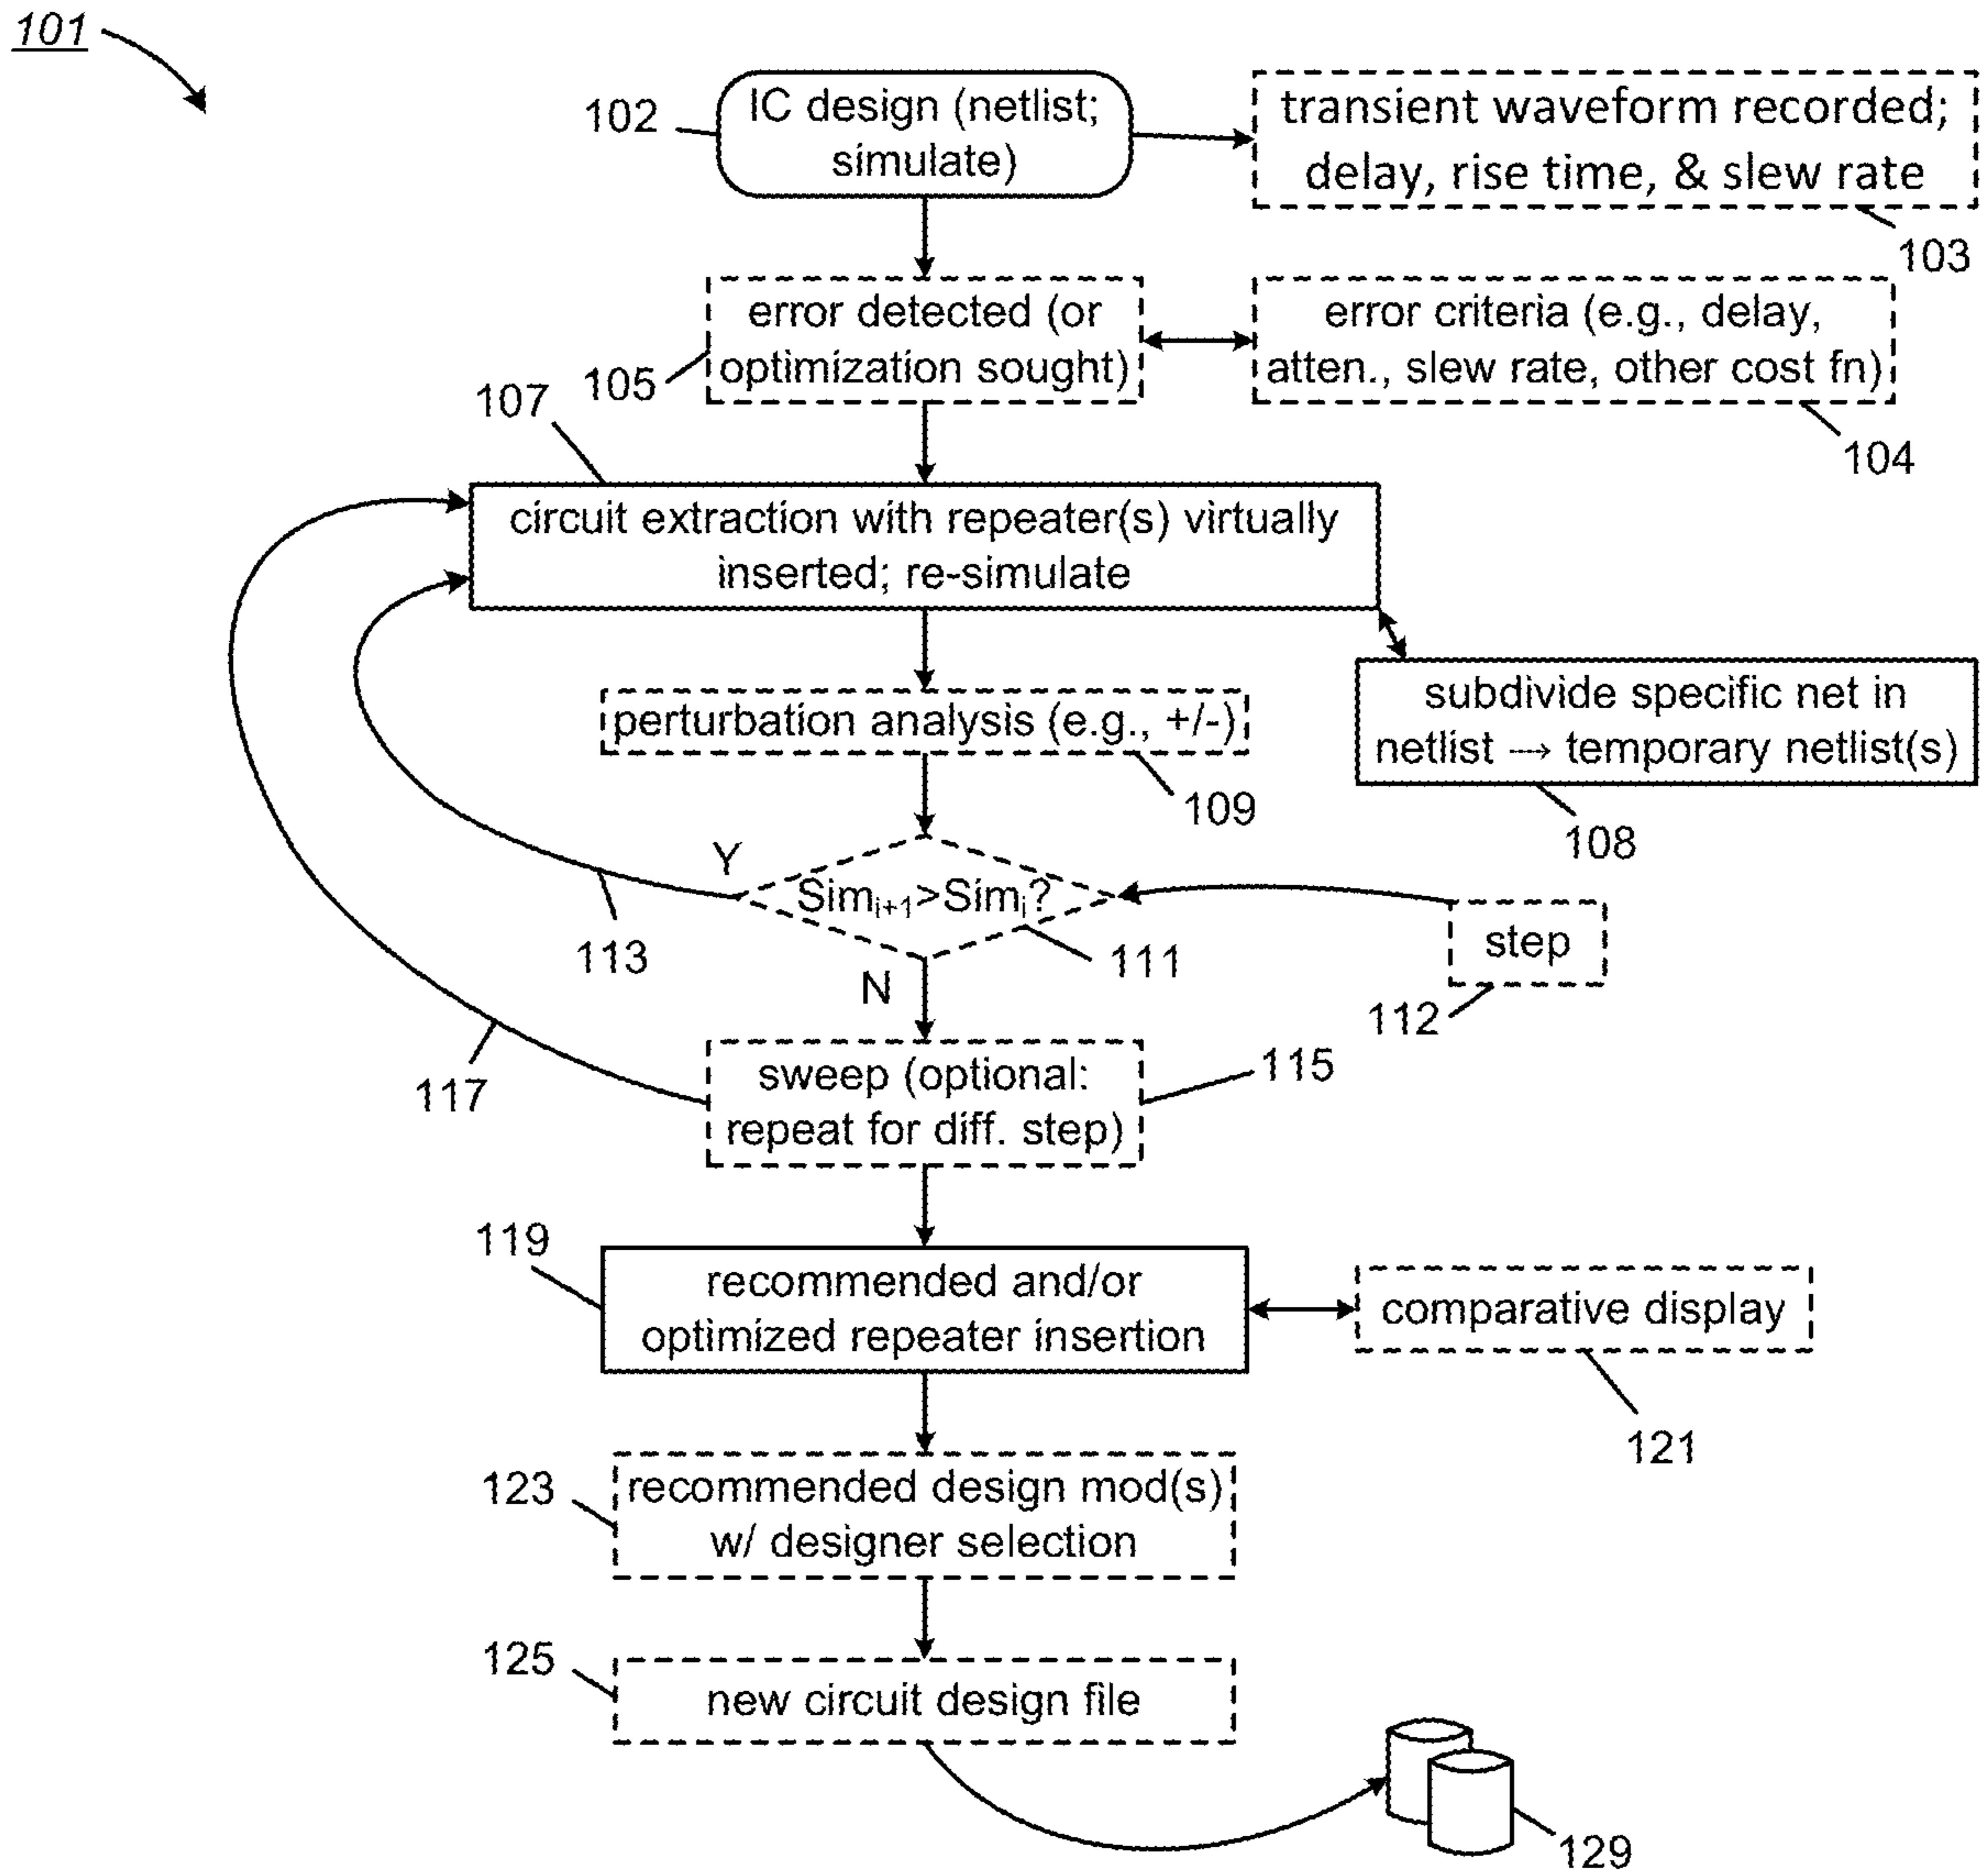 101
102
IC design (netlist;
simulate)
transient waveform recorded;
delay, rise time, & slew rate
103
error detected (or
optimization sought)
105
error criteria (e.g., delay,
atten., slew rate, other cost fn)
104
107
circuit extraction with repeater(s) virtually
inserted; re-simulate
subdivide specific net in
netlist → temporary netlist(s)
108
perturbation analysis (e.g., +/-)
109
Y
Simi+1>Simi?
111
N
113
step
112
117
sweep (optional:
repeat for diff. step)
115
119
recommended and/or
optimized repeater insertion
comparative display
121
123
recommended design mod(s)
w/ designer selection
125
new circuit design file
129